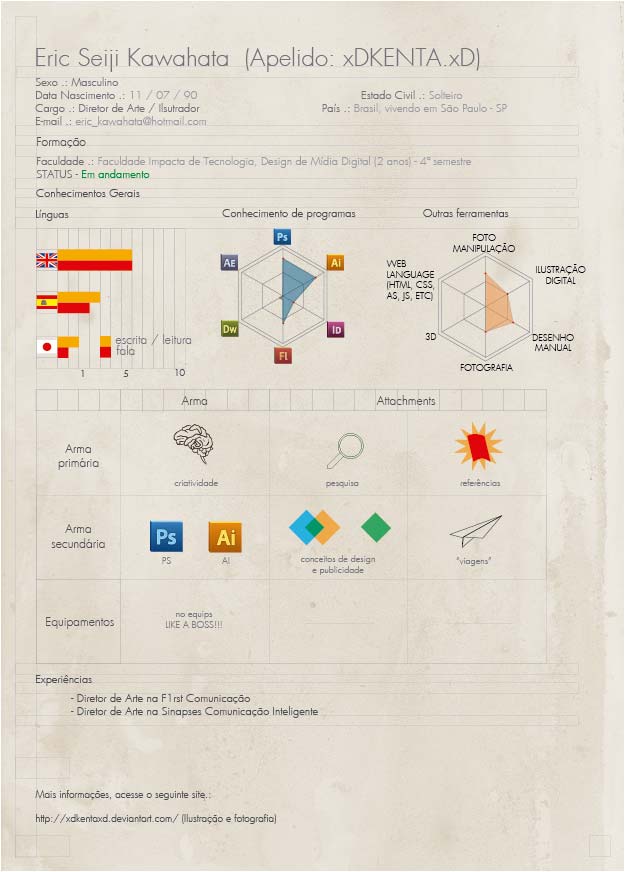 Eric Seiji Kawahata (Apelido: xDKENTA.xD)
Sexo .: Masculino
Data Nascimento .: 11 / 07 / 90
Estado Civil .: Solteiro
Cargo .: Diretor de Arte / Ilsutrador
País .: Brasil, vivendo em São Paulo - SP
E-mail .: eric_kawahata@hotmail.com
Formação
Faculdade .: Faculdade Impacta de Tecnologia, Design de Mídia Digital (2 anos) - 4º semestre
STATUS - Em andamento
Conhecimentos Gerais
Línguas
escrita / leitura
fala
1 5 10
Conhecimento de programas
Ps
AE
Ai
Dw
ID
Fl
Outras ferramentas
FOTO
MANIPULAÇÃO
WEB
LANGUAGE
(HTML, CSS,
AS, JS, ETC)
ILUSTRAÇÃO
DIGITAL
3D
DESENHO
MANUAL
FOTOGRAFIA
Arma
Attachments
Arma
primária
criatividade
pesquisa
referências
Arma
secundária
Ps
Ai
PS
AI
conceitos de design
e publicidade
"viagens"
Equipamentos
no equips
LIKE A BOSS!!!
Experiências
- Diretor de Arte na F1rst Comunicação
- Diretor de Arte na Sinapses Comunicação Inteligente
Mais informações, acesse o seguinte site.:
http://xdkentaxd.deviantart.com/ (Ilustração e fotografia)